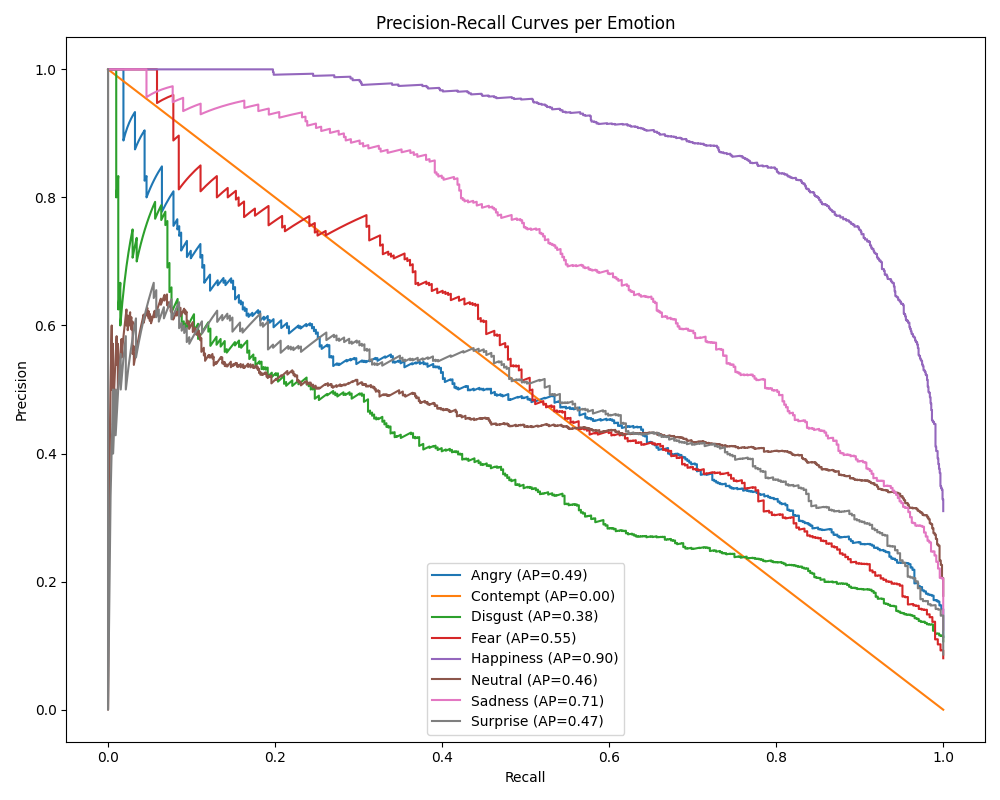 Precision-Recall Curves per Emotion
Precision
1.0
0.8
0.6
0.4
0.2
0.0
Angry (AP=0.49)
Contempt (AP=0.00)
Disgust (AP=0.38)
Fear (AP=0.55)
Happiness (AP=0.90)
Neutral (AP=0.46)
Sadness (AP=0.71)
Surprise (AP=0.47)
0.0 0.2 0.4 0.6 0.8 1.0
Recall